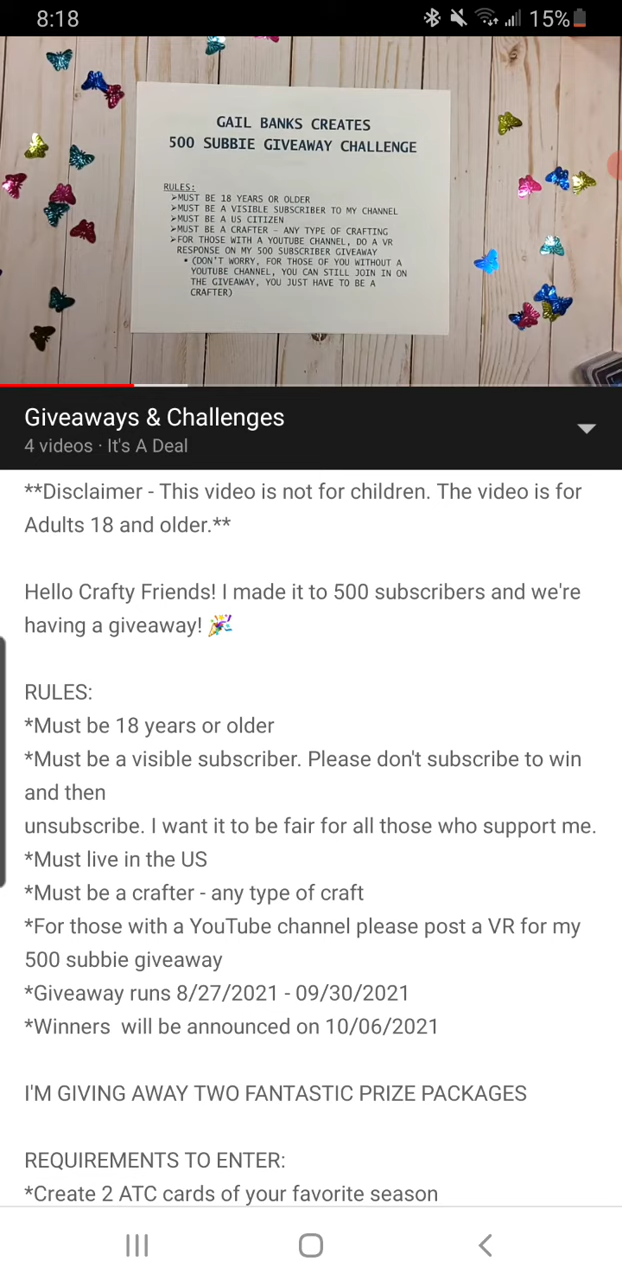 8:18
15%
GAIL BANKS CREATES
500 SUBBIE GIVEAWAY CHALLENGE
RULES:
➢MUST BE 18 YEARS OR OLDER
➢MUST BE A VISIBLE SUBSCRIBER TO MY CHANNEL
➢MUST BE A US CITIZEN
➢MUST BE A CRAFTER - ANY TYPE OF CRAFTING
➢FOR THOSE WITH A YOUTUBE CHANNEL, DO A VR
RESPONSE ON MY 500 SUBSCRIBER GIVEAWAY
• (DON'T WORRY, FOR THOSE OF YOU WITHOUT A
YOUTUBE CHANNEL, YOU CAN STILL JOIN IN ON
THE GIVEAWAY, YOU JUST HAVE TO BE A
CRAFTER)
Giveaways & Challenges
4 videos · It's A Deal
**Disclaimer - This video is not for children. The video is for
Adults 18 and older.**
Hello Crafty Friends! I made it to 500 subscribers and we're
having a giveaway! 🎉
RULES:
*Must be 18 years or older
*Must be a visible subscriber. Please don't subscribe to win
and then
unsubscribe. I want it to be fair for all those who support me.
*Must live in the US
*Must be a crafter - any type of craft
*For those with a YouTube channel please post a VR for my
500 subbie giveaway
*Giveaway runs 8/27/2021 - 09/30/2021
*Winners  will be announced on 10/06/2021
I'M GIVING AWAY TWO FANTASTIC PRIZE PACKAGES
REQUIREMENTS TO ENTER:
*Create 2 ATC cards of your favorite season